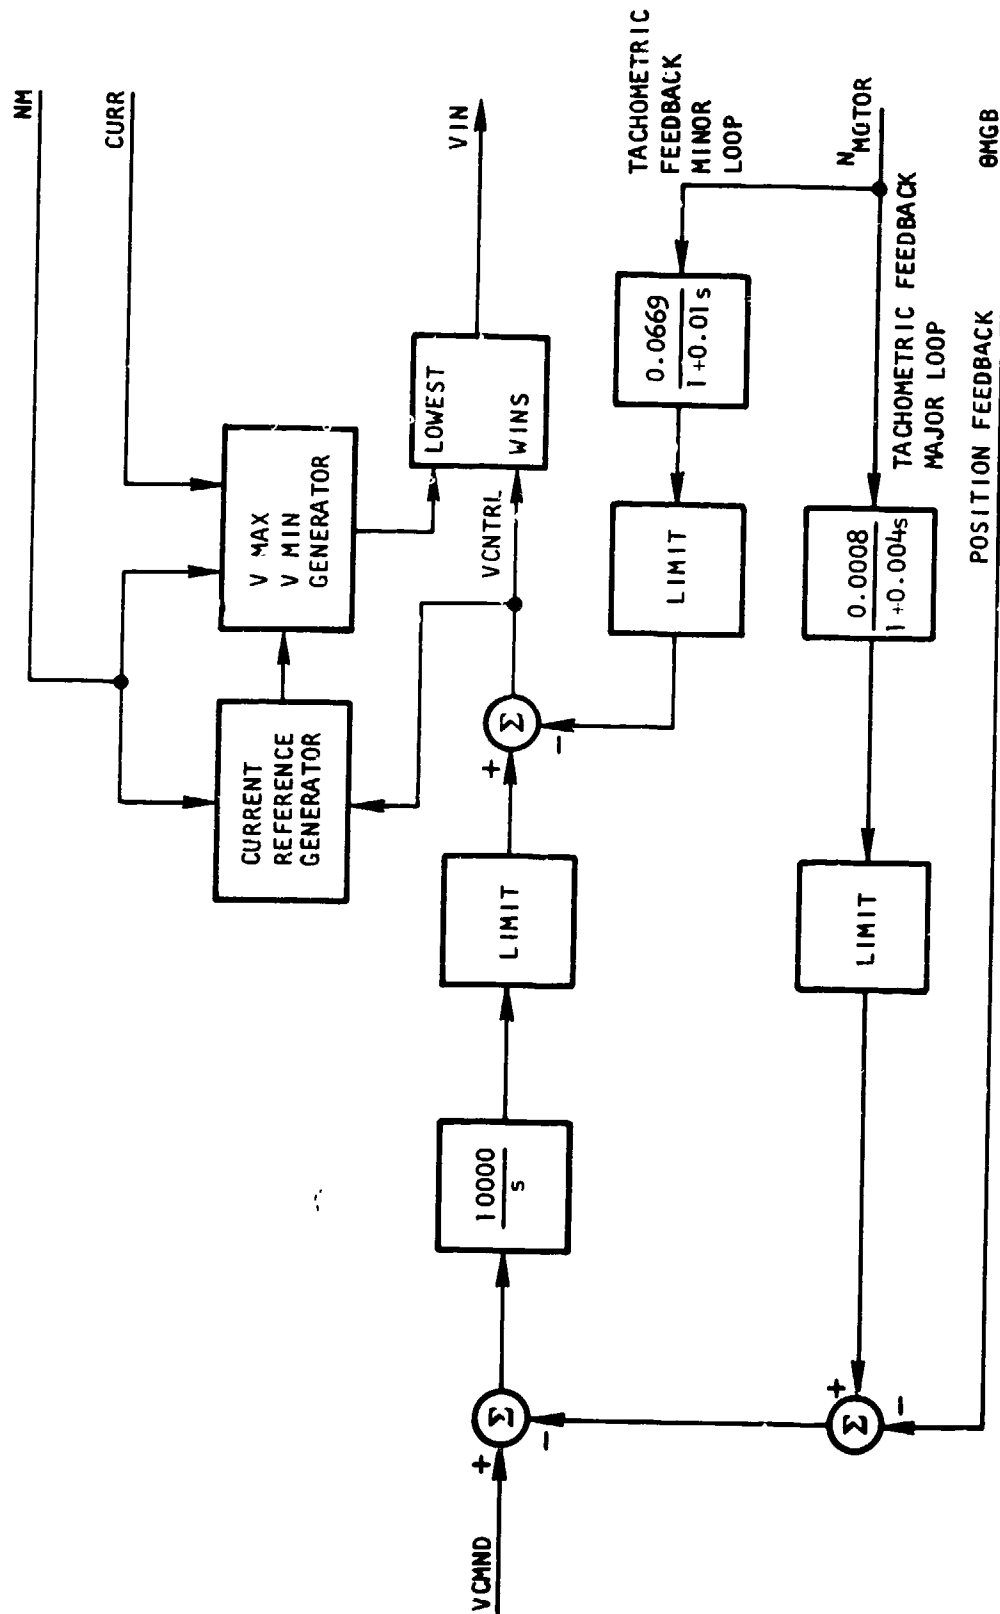 NM
CURR
CURRENT
REFERENCE
GENERATOR
V MAX
V MIN
GENERATOR
LOWEST
WINS
VIN
VCNTRL
VCMND
+
Σ
-
10000
s
LIMIT
+
Σ
-
LIMIT
0.0669
1+0.01s
TACHOMETRIC
FEEDBACK
MINOR
LOOP
N MOTOR
+
Σ
-
LIMIT
0.0008
1+0.004s
TACHOMETRIC FEEDBACK
MAJOR LOOP
POSITION FEEDBACK
θMGB